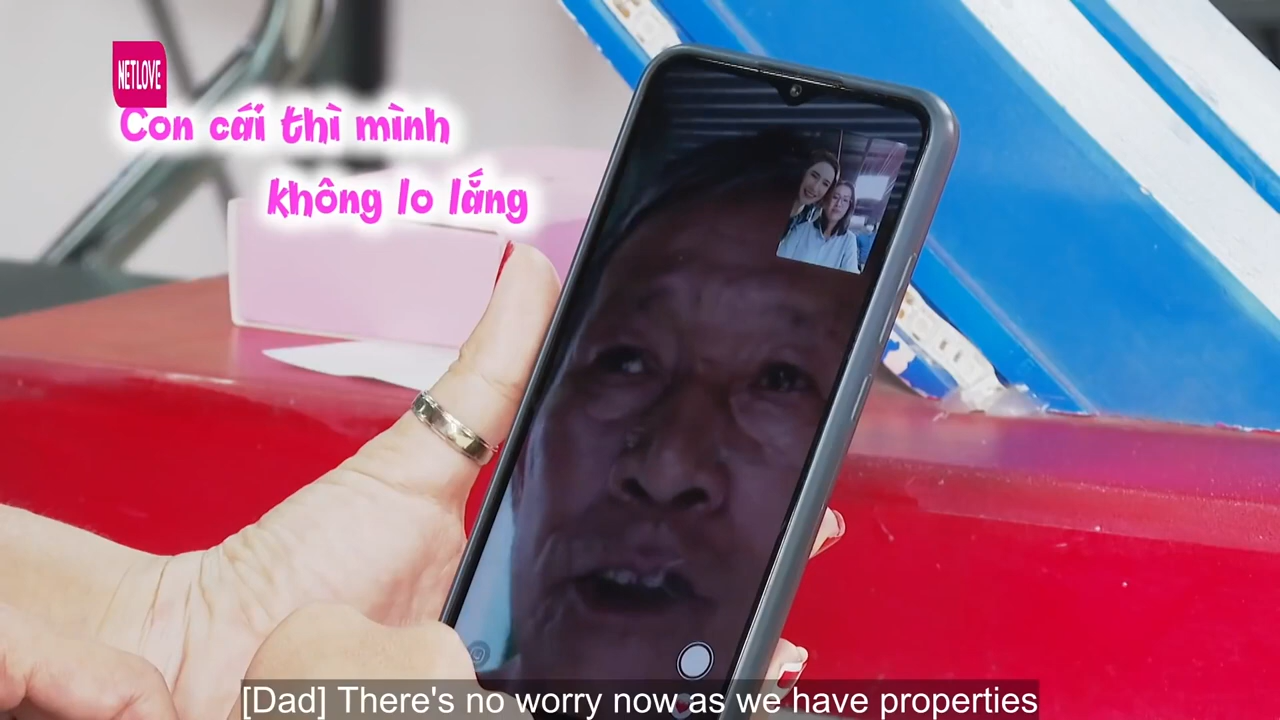 NETLOVE
Con cái thì mình
không lo lắng
[Dad] There's no worry now as we have properties